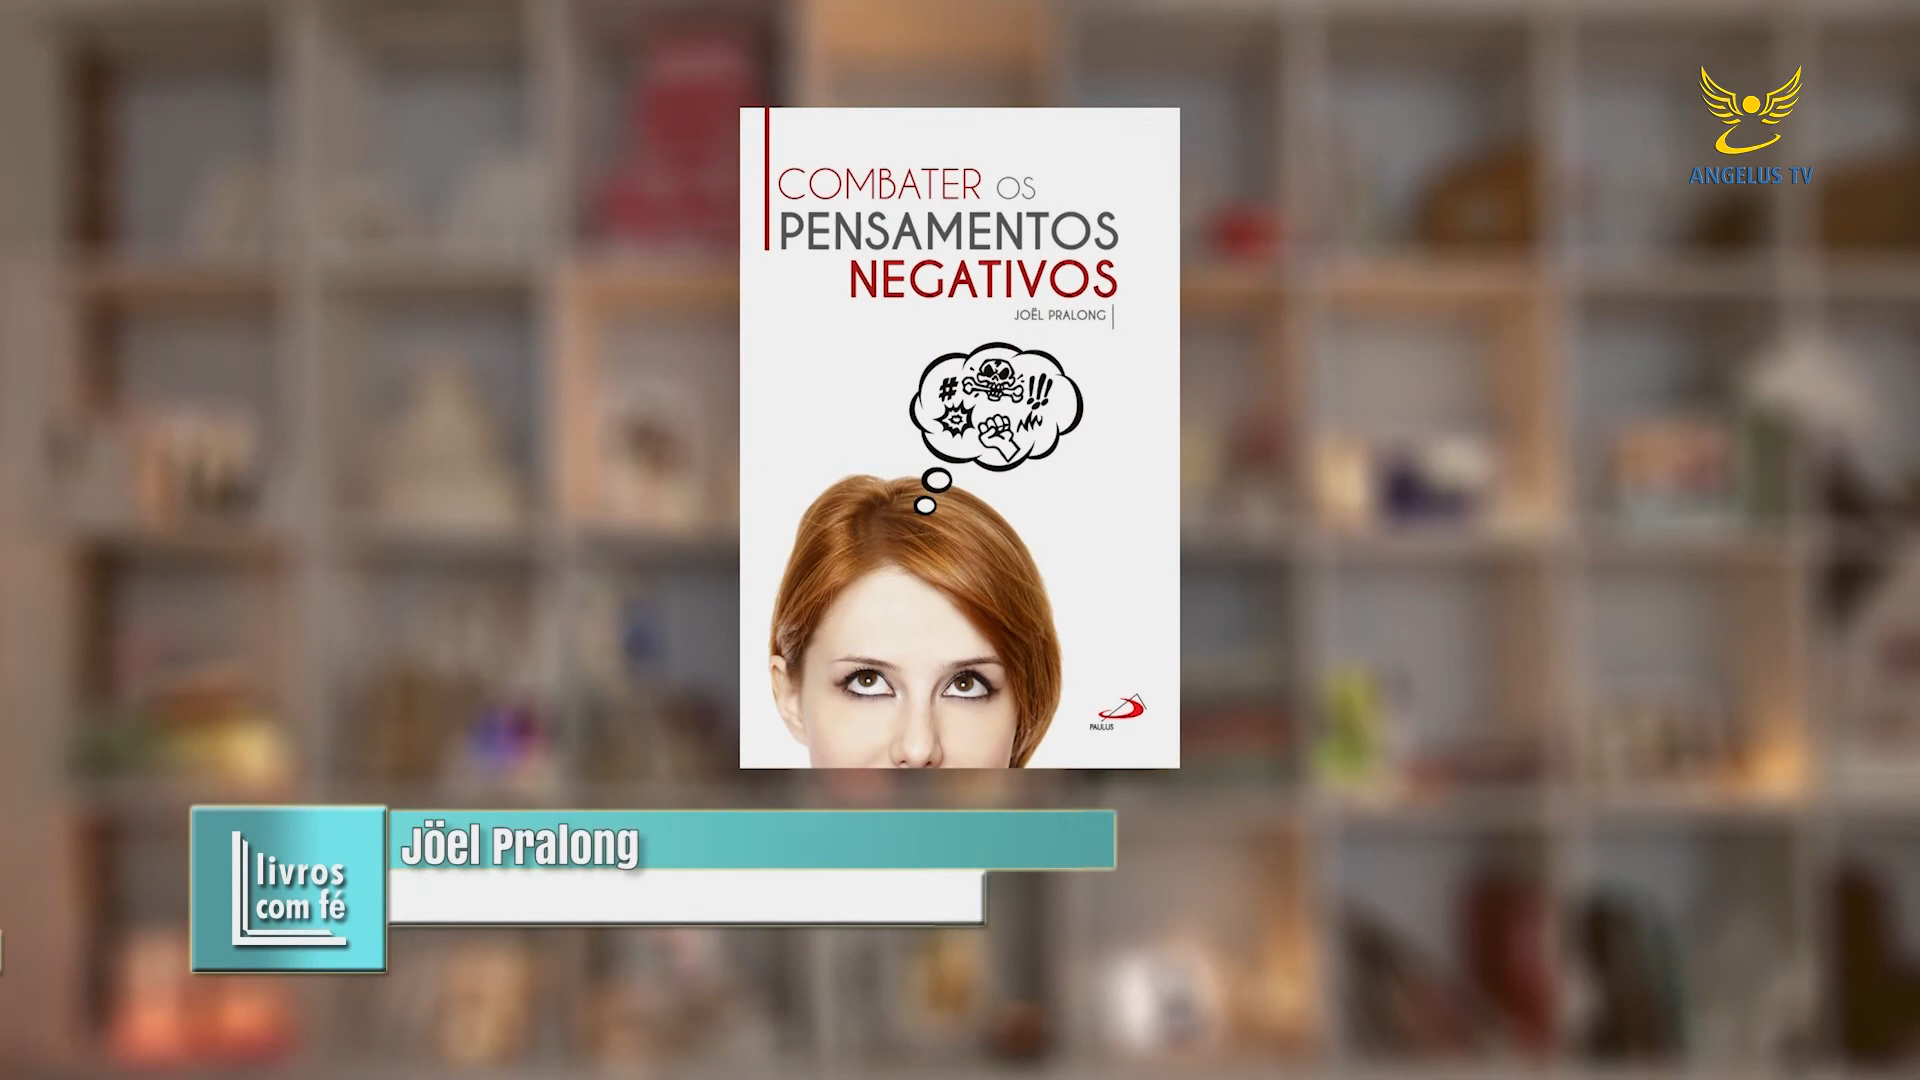 ANGELUS TV
COMBATER OS
PENSAMENTOS
NEGATIVOS
JOËL PRALONG
#
!!!
PAULUS
Jöel Pralong
livros
com fé